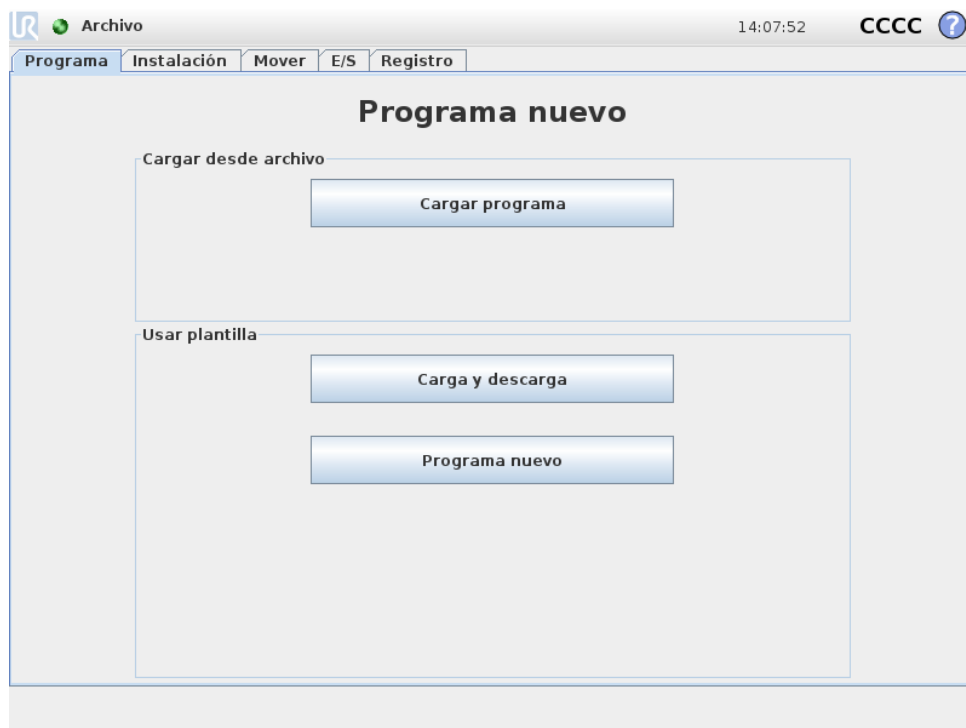 UR Archivo 14:07:52 CCCC ?
Programa Instalación Mover E/S Registro
Programa nuevo
Cargar desde archivo
Cargar programa
Usar plantilla
Carga y descarga
Programa nuevo